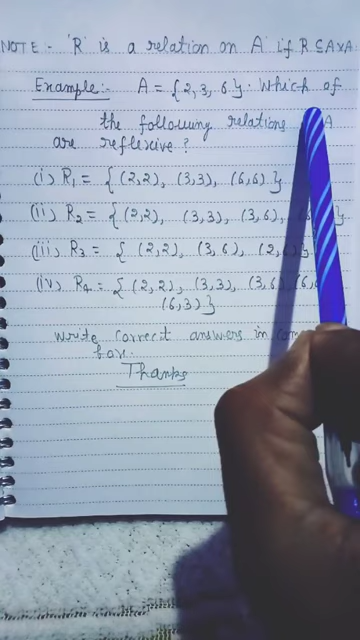 NOTE :- 'R' is a relation on 'A' if R ⊆ A×A
Example:- A = {2, 3, 6}. Which of
the following relations A
are reflexive ?
(i) R1 = { (2,2), (3,3), (6,6) }
(ii) R2 = { (2,2), (3,3), (3,6), }
(iii) R3 = { (2,2), (3,6), (2, }
(iv) R4 = { (2,2), (3,3), (3,6) (6,
(6,3) }
write correct answers in
box.
Thanks